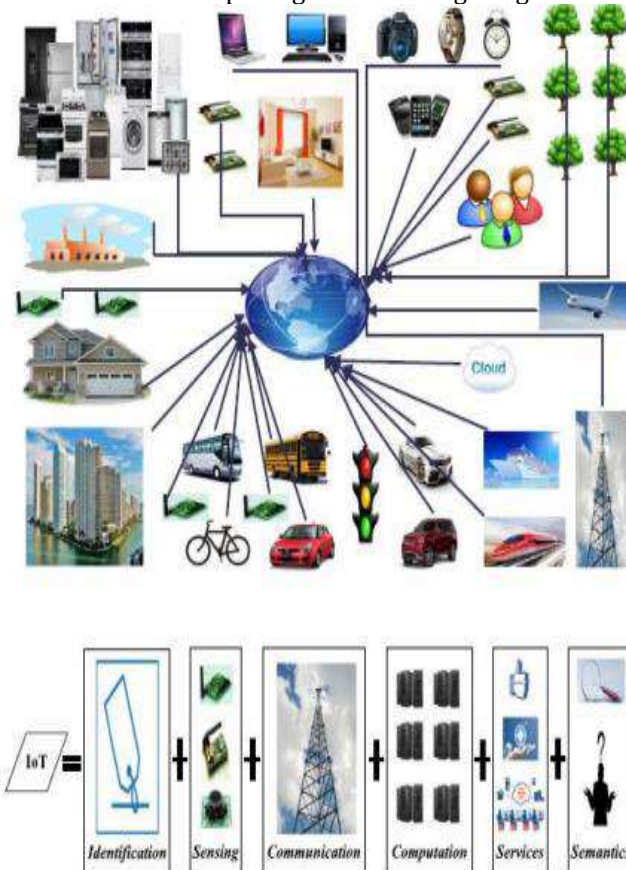 Cloud
IoT
Identification
Sensing
Communication
Computation
Services
Semantics